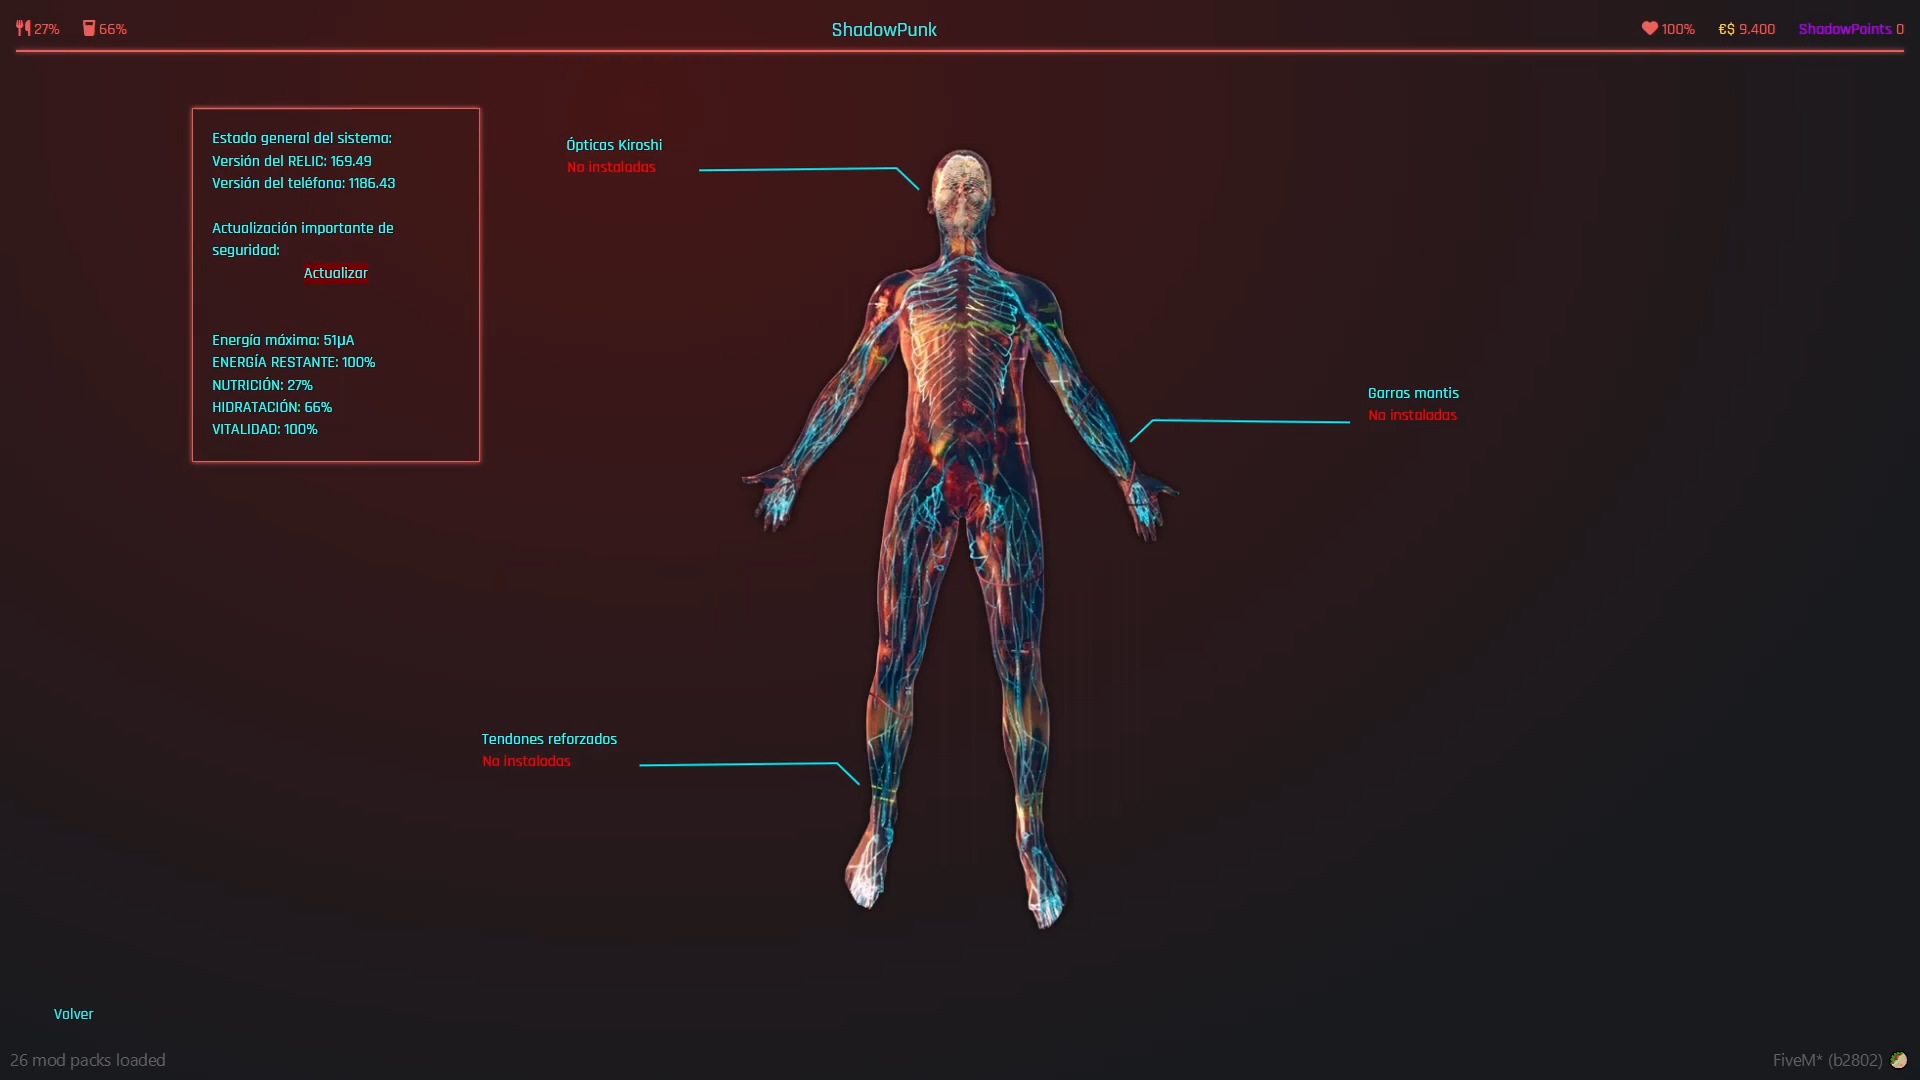 27%
66%
ShadowPunk
100%
€$ 9.400
ShadowPoints 0
Estado general del sistema:
Versión del RELIC: 169.49
Versión del teléfono: 1186.43
Actualización importante de
seguridad:
Actualizar
Energía máxima: 51µA
ENERGÍA RESTANTE: 100%
NUTRICIÓN: 27%
HIDRATACIÓN: 66%
VITALIDAD: 100%
Ópticas Kiroshi
No instaladas
Garras mantis
No instaladas
Tendones reforzados
No instalados
Volver
26 mod packs loaded
FiveM* (b2802)